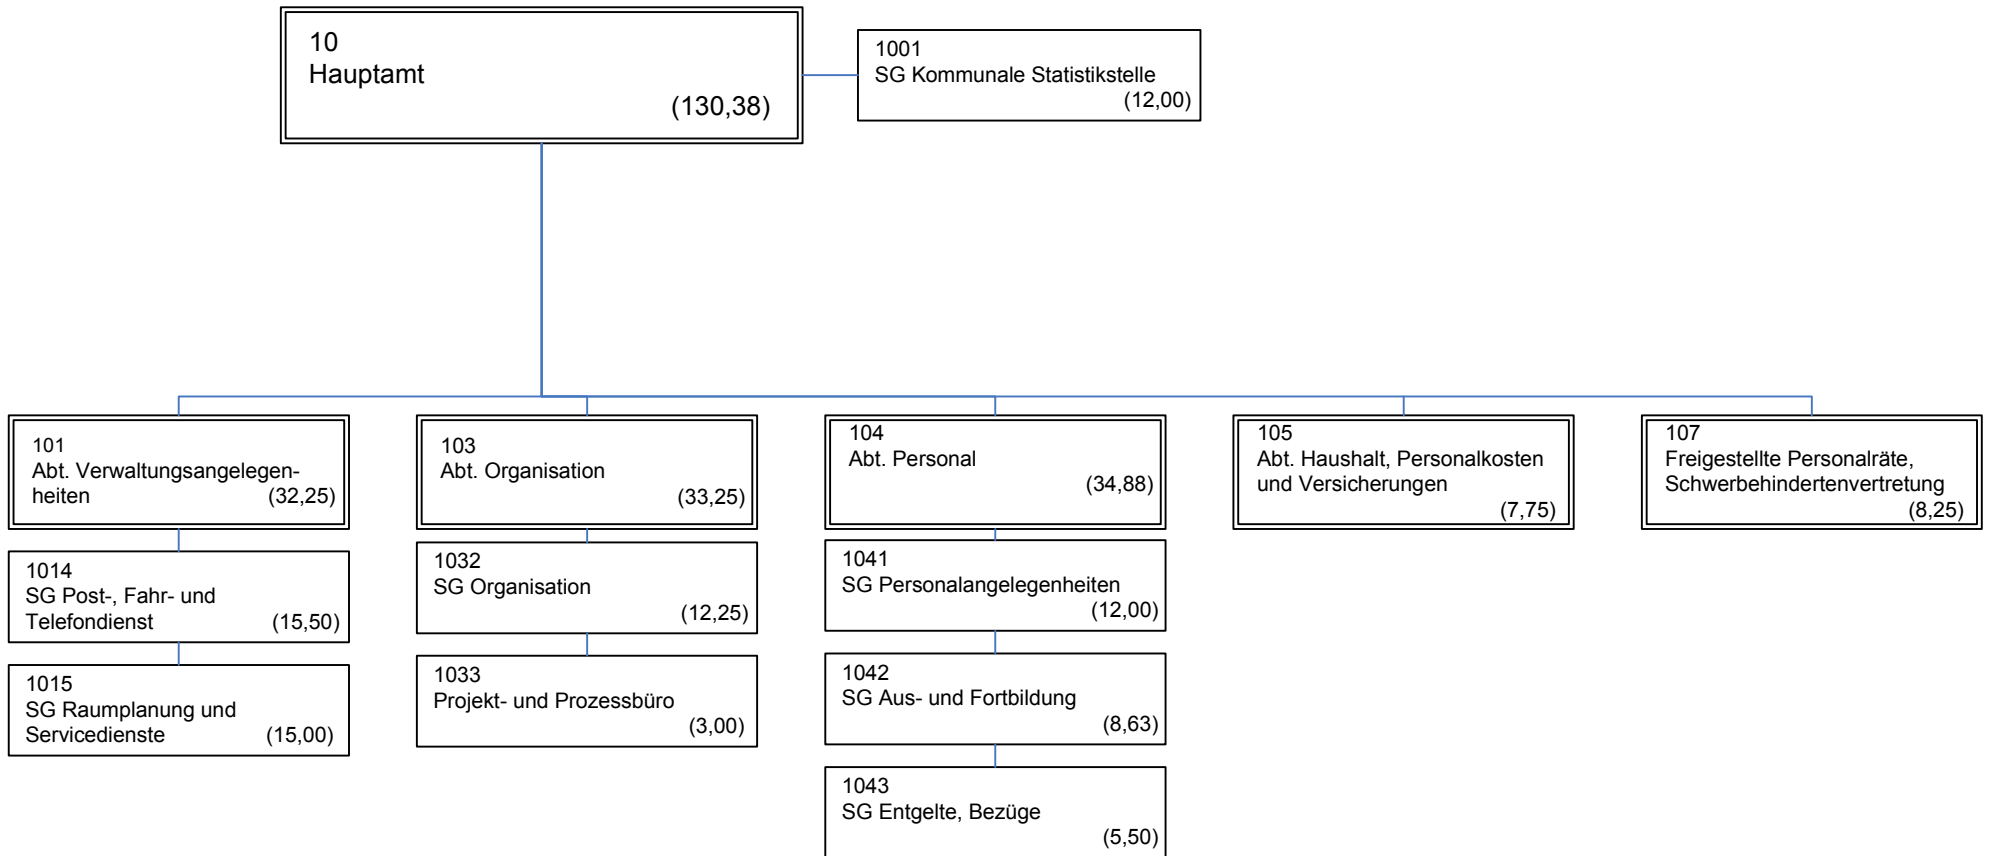 10
Hauptamt
(130,38)
1001
SG Kommunale Statistikstelle
(12,00)
101
Abt. Verwaltungsangelegen-
heiten (32,25)
1014
SG Post-, Fahr- und
Telefondienst (15,50)
1015
SG Raumplanung und
Servicedienste (15,00)
103
Abt. Organisation
(33,25)
1032
SG Organisation
(12,25)
1033
Projekt- und Prozessbüro
(3,00)
104
Abt. Personal
(34,88)
1041
SG Personalangelegenheiten
(12,00)
1042
SG Aus- und Fortbildung
(8,63)
1043
SG Entgelte, Bezüge
(5,50)
105
Abt. Haushalt, Personalkosten
und Versicherungen
(7,75)
107
Freigestellte Personalräte,
Schwerbehindertenvertretung
(8,25)